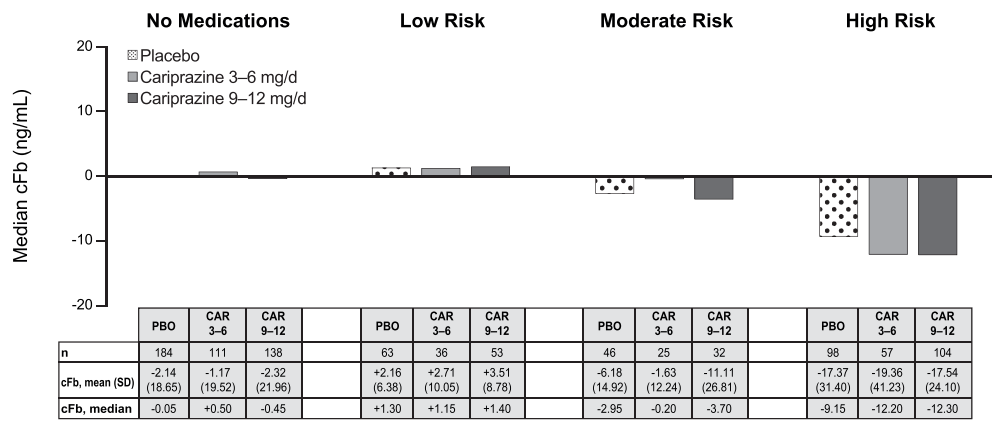 No Medications Low Risk Moderate Risk High Risk
Median cFb (ng/mL)
20
10
0
-10
-20
Placebo
Cariprazine 3–6 mg/d
Cariprazine 9–12 mg/d
PBO CAR 3–6 CAR 9–12 PBO CAR 3–6 CAR 9–12 PBO CAR 3–6 CAR 9–12 PBO CAR 3–6 CAR 9–12
n 184 111 138 63 36 53 46 25 32 98 57 104
cFb, mean (SD) -2.14 (18.65) -1.17 (19.52) -2.32 (21.96) +2.16 (6.38) +2.71 (10.05) +3.51 (8.78) -6.18 (14.92) -1.63 (12.24) -11.11 (26.81) -17.37 (31.40) -19.36 (41.23) -17.54 (24.10)
cFb, median -0.05 +0.50 -0.45 +1.30 +1.15 +1.40 -2.95 -0.20 -3.70 -9.15 -12.20 -12.30